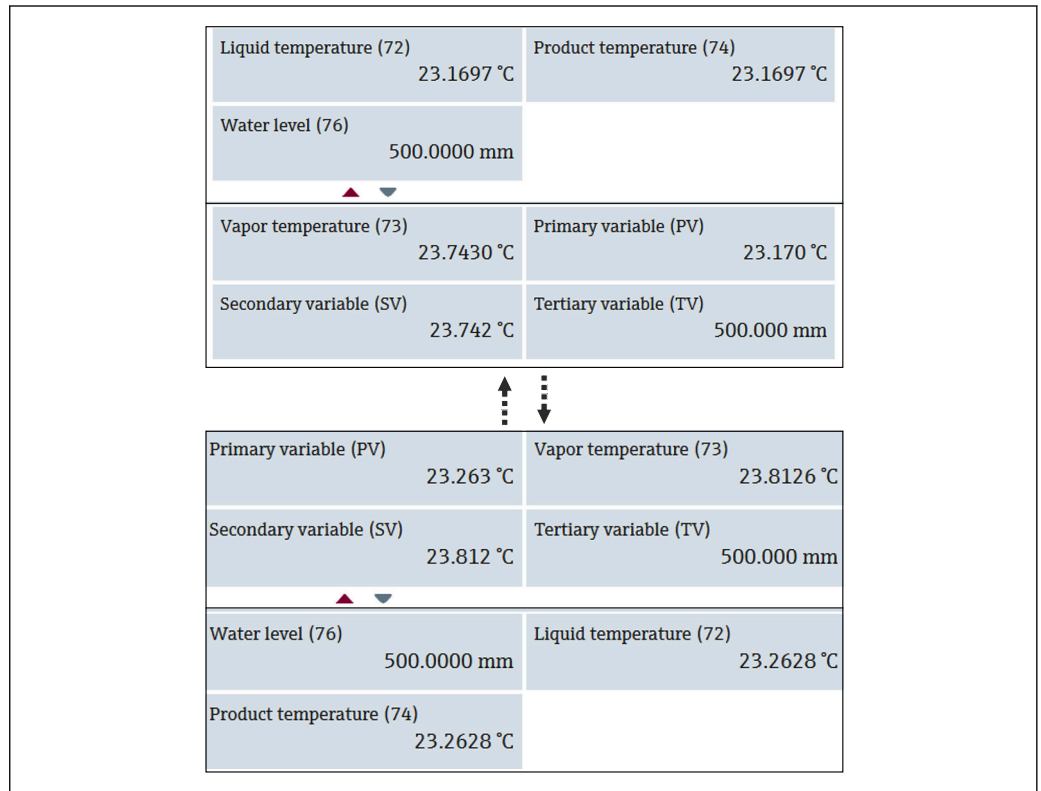 Liquid temperature (72)
23.1697 °C
Product temperature (74)
23.1697 °C
Water level (76)
500.0000 mm
Vapor temperature (73)
23.7430 °C
Primary variable (PV)
23.170 °C
Secondary variable (SV)
23.742 °C
Tertiary variable (TV)
500.000 mm
Primary variable (PV)
23.263 °C
Vapor temperature (73)
23.8126 °C
Secondary variable (SV)
23.812 °C
Tertiary variable (TV)
500.000 mm
Water level (76)
500.0000 mm
Liquid temperature (72)
23.2628 °C
Product temperature (74)
23.2628 °C